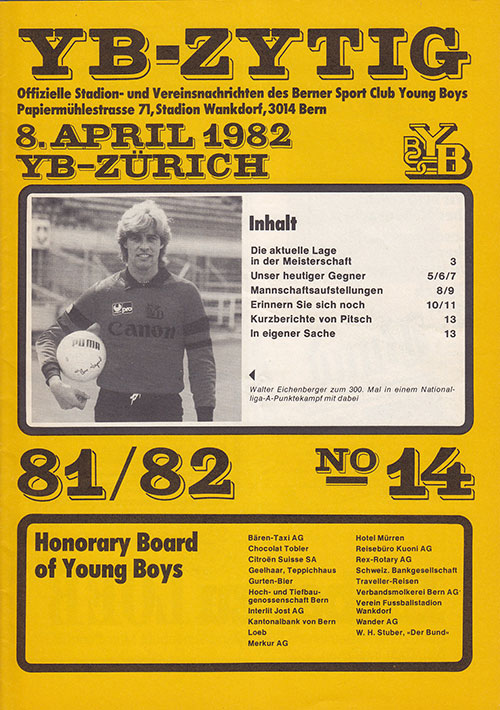 YB-ZYTIG
Offizielle Stadion- und Vereinsnachrichten des Berner Sport Club Young Boys
Papiermühlestrasse 71, Stadion Wankdorf, 3014 Bern
8. APRIL 1982
YB-ZÜRICH
BSC YB
Inhalt
Die aktuelle Lage
in der Meisterschaft 3
Unser heutiger Gegner 5/6/7
Mannschaftsaufstellungen 8/9
Erinnern Sie sich noch 10/11
Kurzberichte von Pitsch 13
In eigener Sache 13
pro
Canon
PUMA
Walter Eichenberger zum 300. Mal in einem National-
liga-A-Punktekampf mit dabei
81/82
NO 14
Honorary Board
of Young Boys
Bären-Taxi AG
Chocolat Tobler
Citroën Suisse SA
Geelhaar, Teppichhaus
Gurten-Bier
Hoch- und Tiefbau-
genossenschaft Bern
Interlit Jost AG
Kantonalbank von Bern
Loeb
Merkur AG
Hotel Mürren
Reisebüro Kuoni AG
Rex-Rotary AG
Schweiz. Bankgesellschaft
Traveller-Reisen
Verbandsmolkerei Bern AG
Verein Fussballstadion
Wankdorf
Wander AG
W. H. Stuber, «Der Bund»